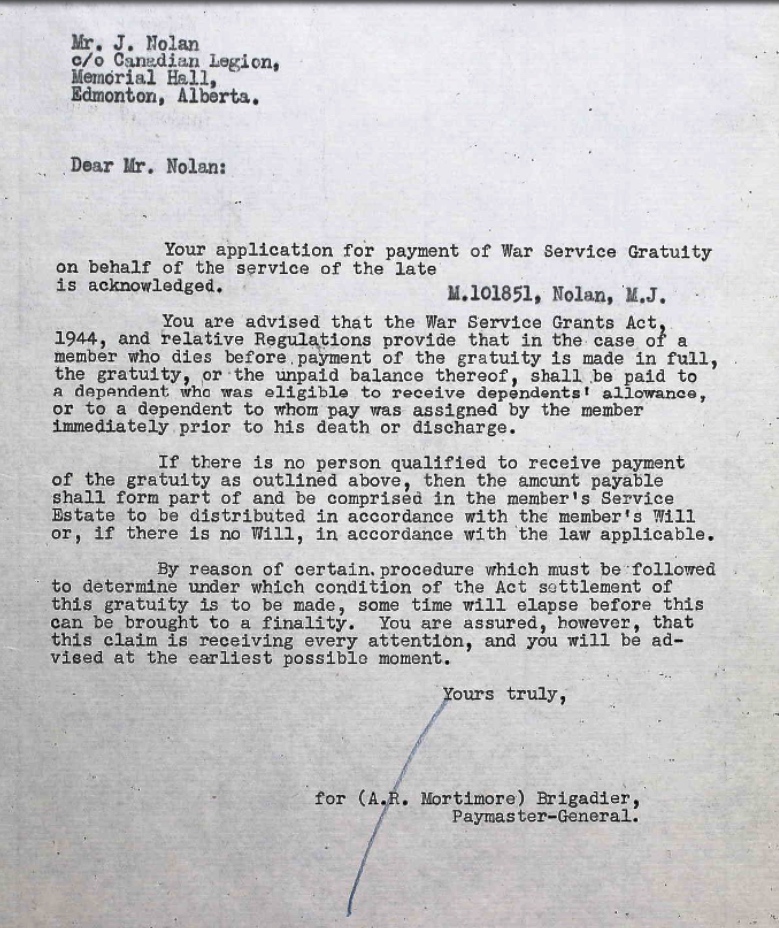 Mr. J. Nolan
c/o Canadian Legion,
Memorial Hall,
Edmonton, Alberta.
Dear Mr. Nolan:
Your application for payment of War Service Gratuity
on behalf of the service of the late
is acknowledged.
M.101851, Nolan, M.J.
You are advised that the War Service Grants Act,
1944, and relative Regulations provide that in the case of a
member who dies before payment of the gratuity is made in full,
the gratuity, or the unpaid balance thereof, shall be paid to
a dependent who was eligible to receive dependents' allowance,
or to a dependent to whom pay was assigned by the member
immediately prior to his death or discharge.
If there is no person qualified to receive payment
of the gratuity as outlined above, then the amount payable
shall form part of and be comprised in the member's Service
Estate to be distributed in accordance with the member's Will
or, if there is no Will, in accordance with the law applicable.
By reason of certain procedure which must be followed
to determine under which condition of the Act settlement of
this gratuity is to be made, some time will elapse before this
can be brought to a finality. You are assured, however, that
this claim is receiving every attention, and you will be ad-
vised at the earliest possible moment.
Yours truly,
for (A.R. Mortimore) Brigadier,
Paymaster-General.